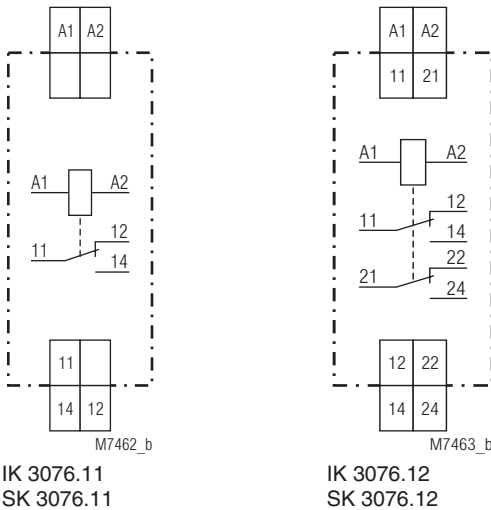 A1 A2
A1 A2
12
11
14
11
14 12
M7462_b
IK 3076.11
SK 3076.11
A1 A2
11 21
A1 A2
12
11
14
22
21
24
12 22
14 24
M7463_b
IK 3076.12
SK 3076.12